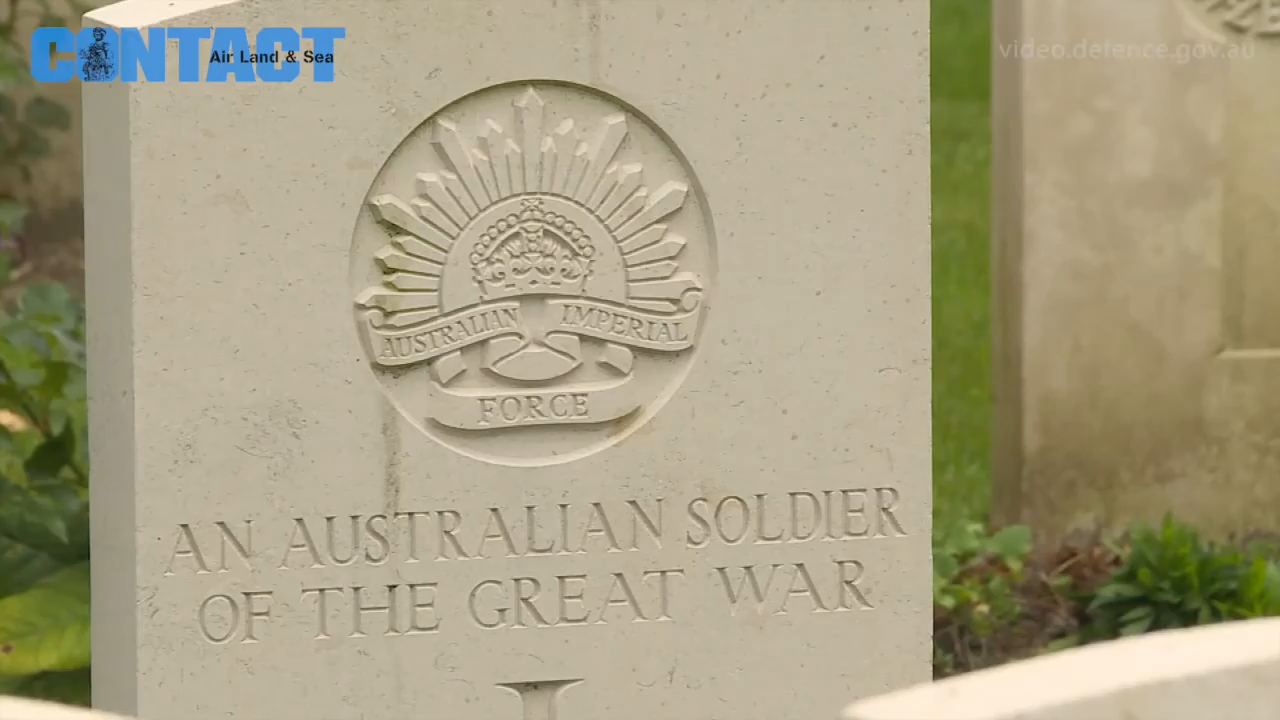 CONTACT
Air Land & Sea
video.defence.gov.au
AUSTRALIAN IMPERIAL
FORCE
AN AUSTRALIAN SOLDIER
OF THE GREAT WAR